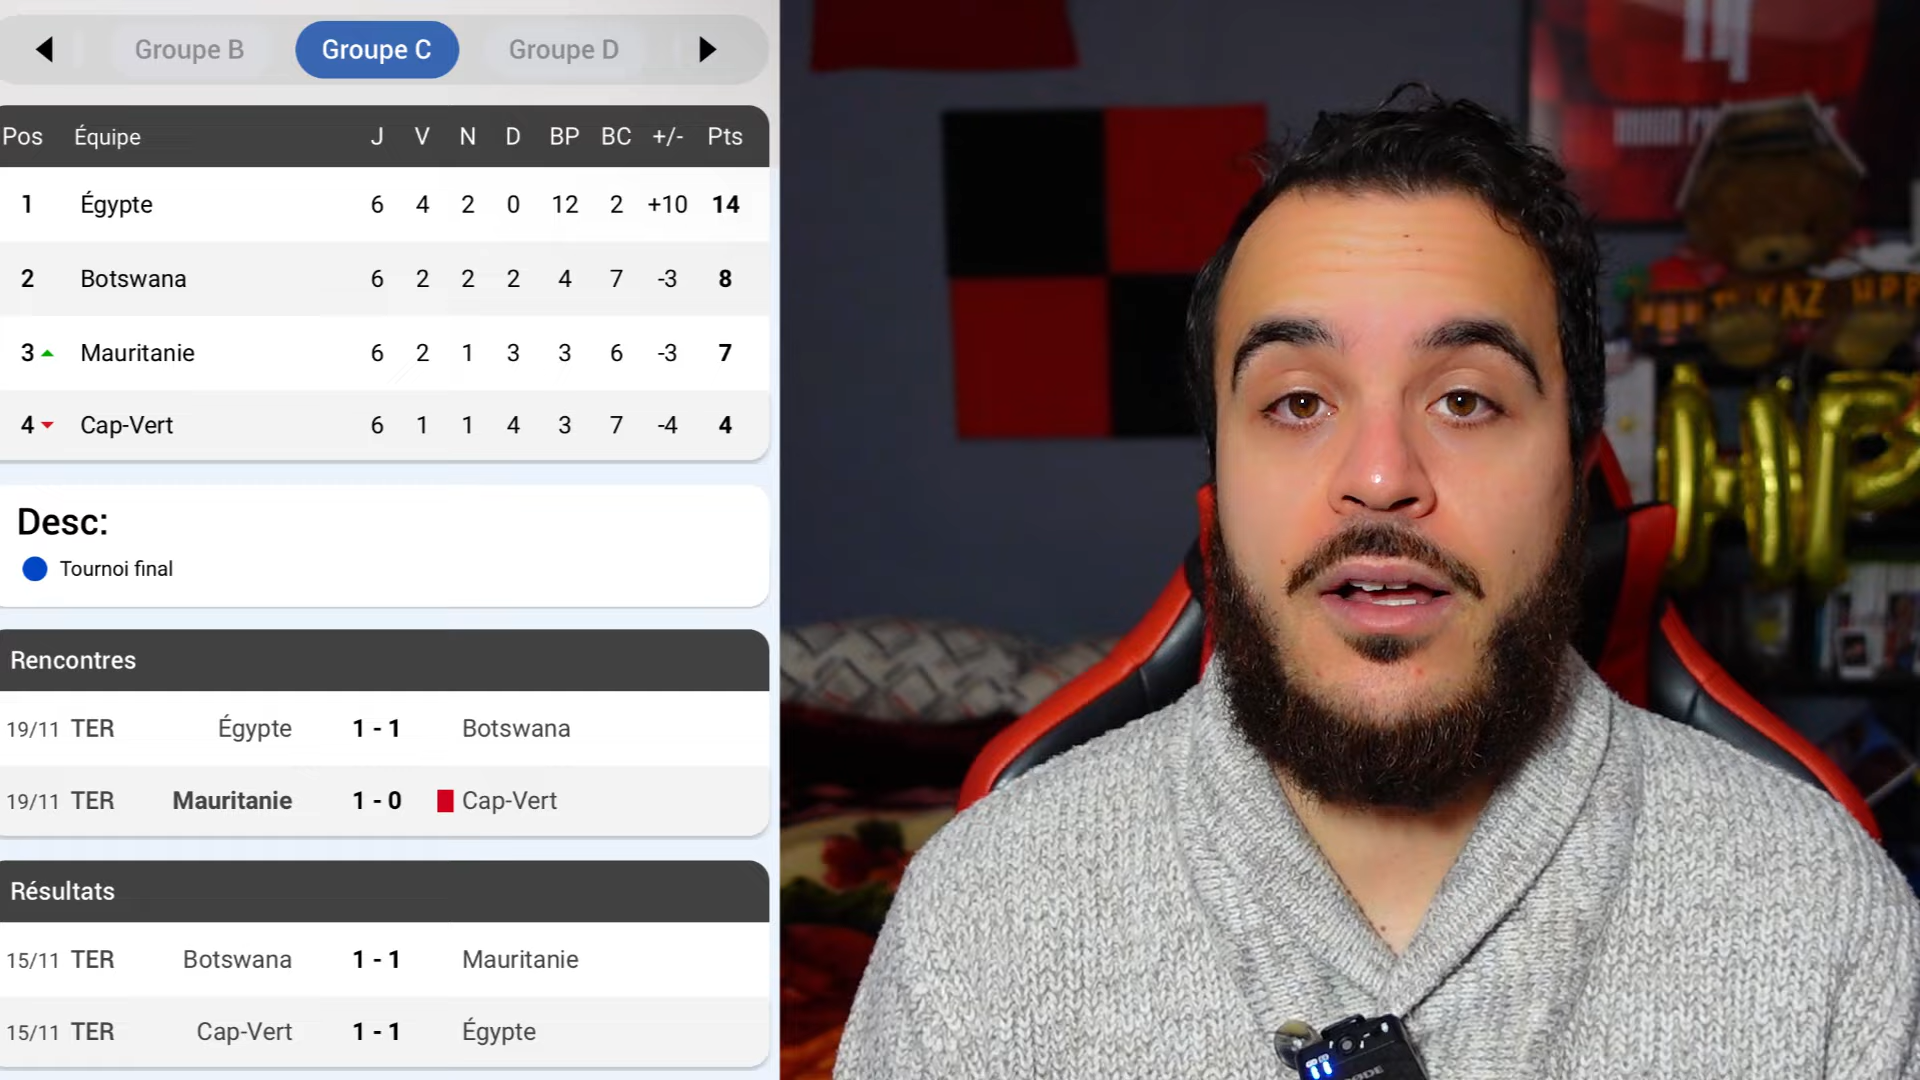 Groupe B Groupe C Groupe D
Pos Équipe J V N D BP BC +/- Pts
1 Égypte 6 4 2 0 12 2 +10 14
2 Botswana 6 2 2 2 4 7 -3 8
3 Mauritanie 6 2 1 3 3 6 -3 7
4 Cap-Vert 6 1 1 4 3 7 -4 4
Desc:
Tournoi final
Rencontres
19/11 TER Égypte 1 - 1 Botswana
19/11 TER Mauritanie 1 - 0 Cap-Vert
Résultats
15/11 TER Botswana 1 - 1 Mauritanie
15/11 TER Cap-Vert 1 - 1 Égypte
HP